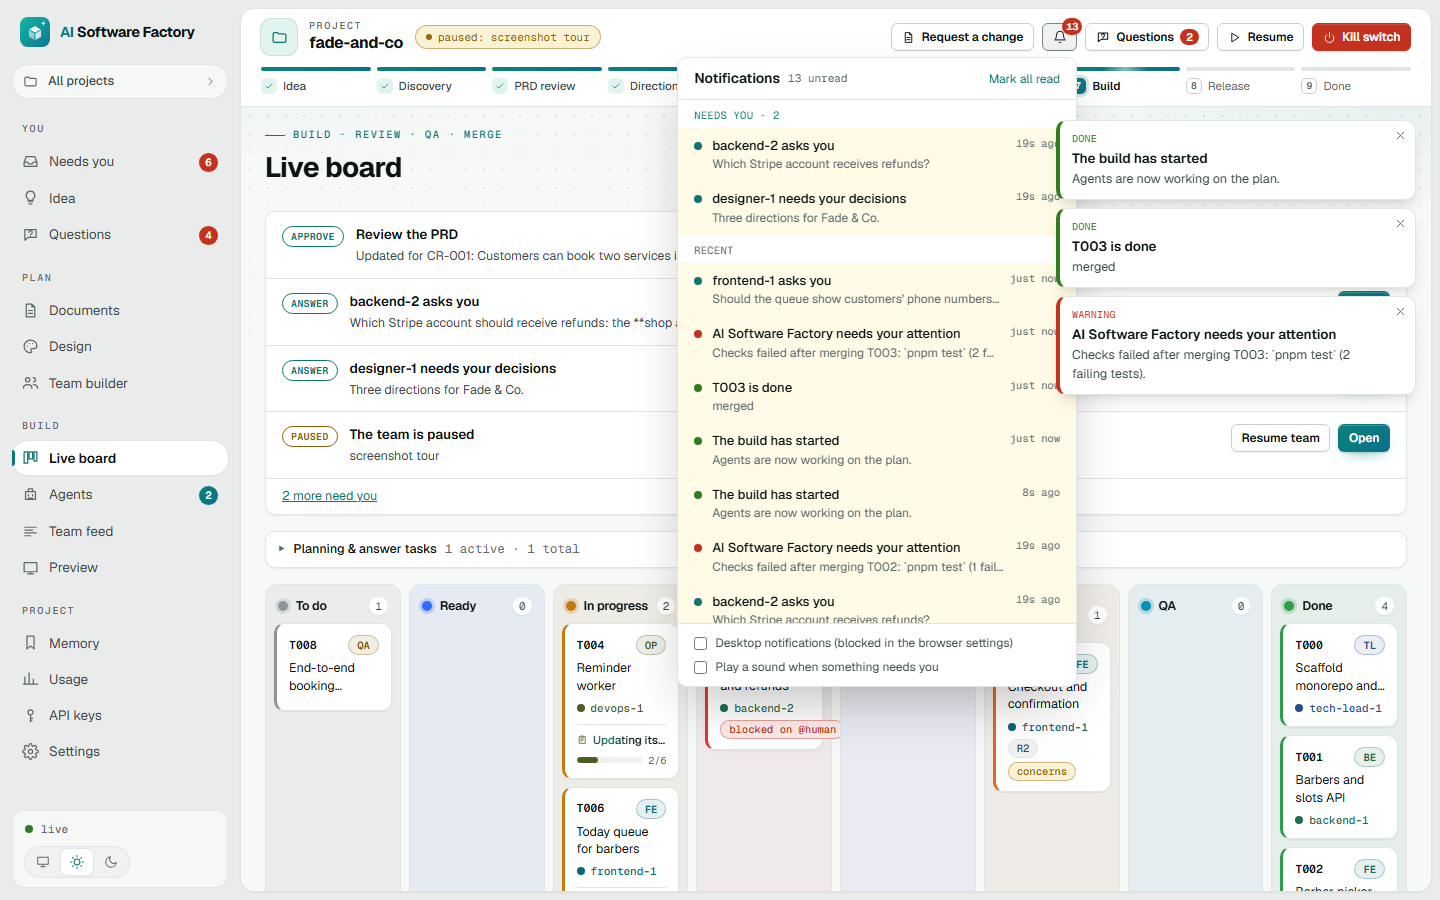 AI Software Factory
All projects
YOU
Needs you 6
Idea
Questions 4
PLAN
Documents
Design
Team builder
BUILD
Live board
Agents 2
Team feed
Preview
PROJECT
Memory
Usage
API keys
Settings
live
PROJECT
fade-and-co
paused: screenshot tour
Request a change
13
Questions 2
Resume
Kill switch
Idea
Discovery
PRD review
Direction
7 Build
8 Release
9 Done
BUILD · REVIEW · QA · MERGE
Live board
APPROVE
Review the PRD
Updated for CR-001: Customers can book two services i
ANSWER
backend-2 asks you
Which Stripe account should receive refunds: the **shop a
ANSWER
designer-1 needs your decisions
Three directions for Fade & Co.
PAUSED
The team is paused
screenshot tour
Resume team
Open
2 more need you
Planning & answer tasks 1 active · 1 total
Notifications 13 unread
Mark all read
NEEDS YOU · 2
backend-2 asks you
19s ago
Which Stripe account receives refunds?
designer-1 needs your decisions
19s ago
Three directions for Fade & Co.
RECENT
frontend-1 asks you
just now
Should the queue show customers' phone numbers…
AI Software Factory needs your attention
just now
Checks failed after merging T003: `pnpm test` (2 f…
T003 is done
just now
merged
The build has started
just now
Agents are now working on the plan.
The build has started
8s ago
Agents are now working on the plan.
AI Software Factory needs your attention
19s ago
Checks failed after merging T002: `pnpm test` (1 fail…
backend-2 asks you
19s ago
Which Stripe account receives refunds?
Desktop notifications (blocked in the browser settings)
Play a sound when something needs you
DONE
The build has started
Agents are now working on the plan.
DONE
T003 is done
merged
WARNING
AI Software Factory needs your attention
Checks failed after merging T003: `pnpm test` (2
failing tests).
To do 1
T008 QA
End-to-end
booking…
Ready 0
In progress 2
T004 OP
Reminder
worker
devops-1
Updating its…
2/6
T006 FE
Today queue
for barbers
frontend-1
and refunds
backend-2
blocked on @human
1
FE
Checkout and
confirmation
frontend-1
R2
concerns
QA 0
Done 4
T000 TL
Scaffold
monorepo and…
tech-lead-1
T001 BE
Barbers and
slots API
backend-1
T002 FE
Barber picker